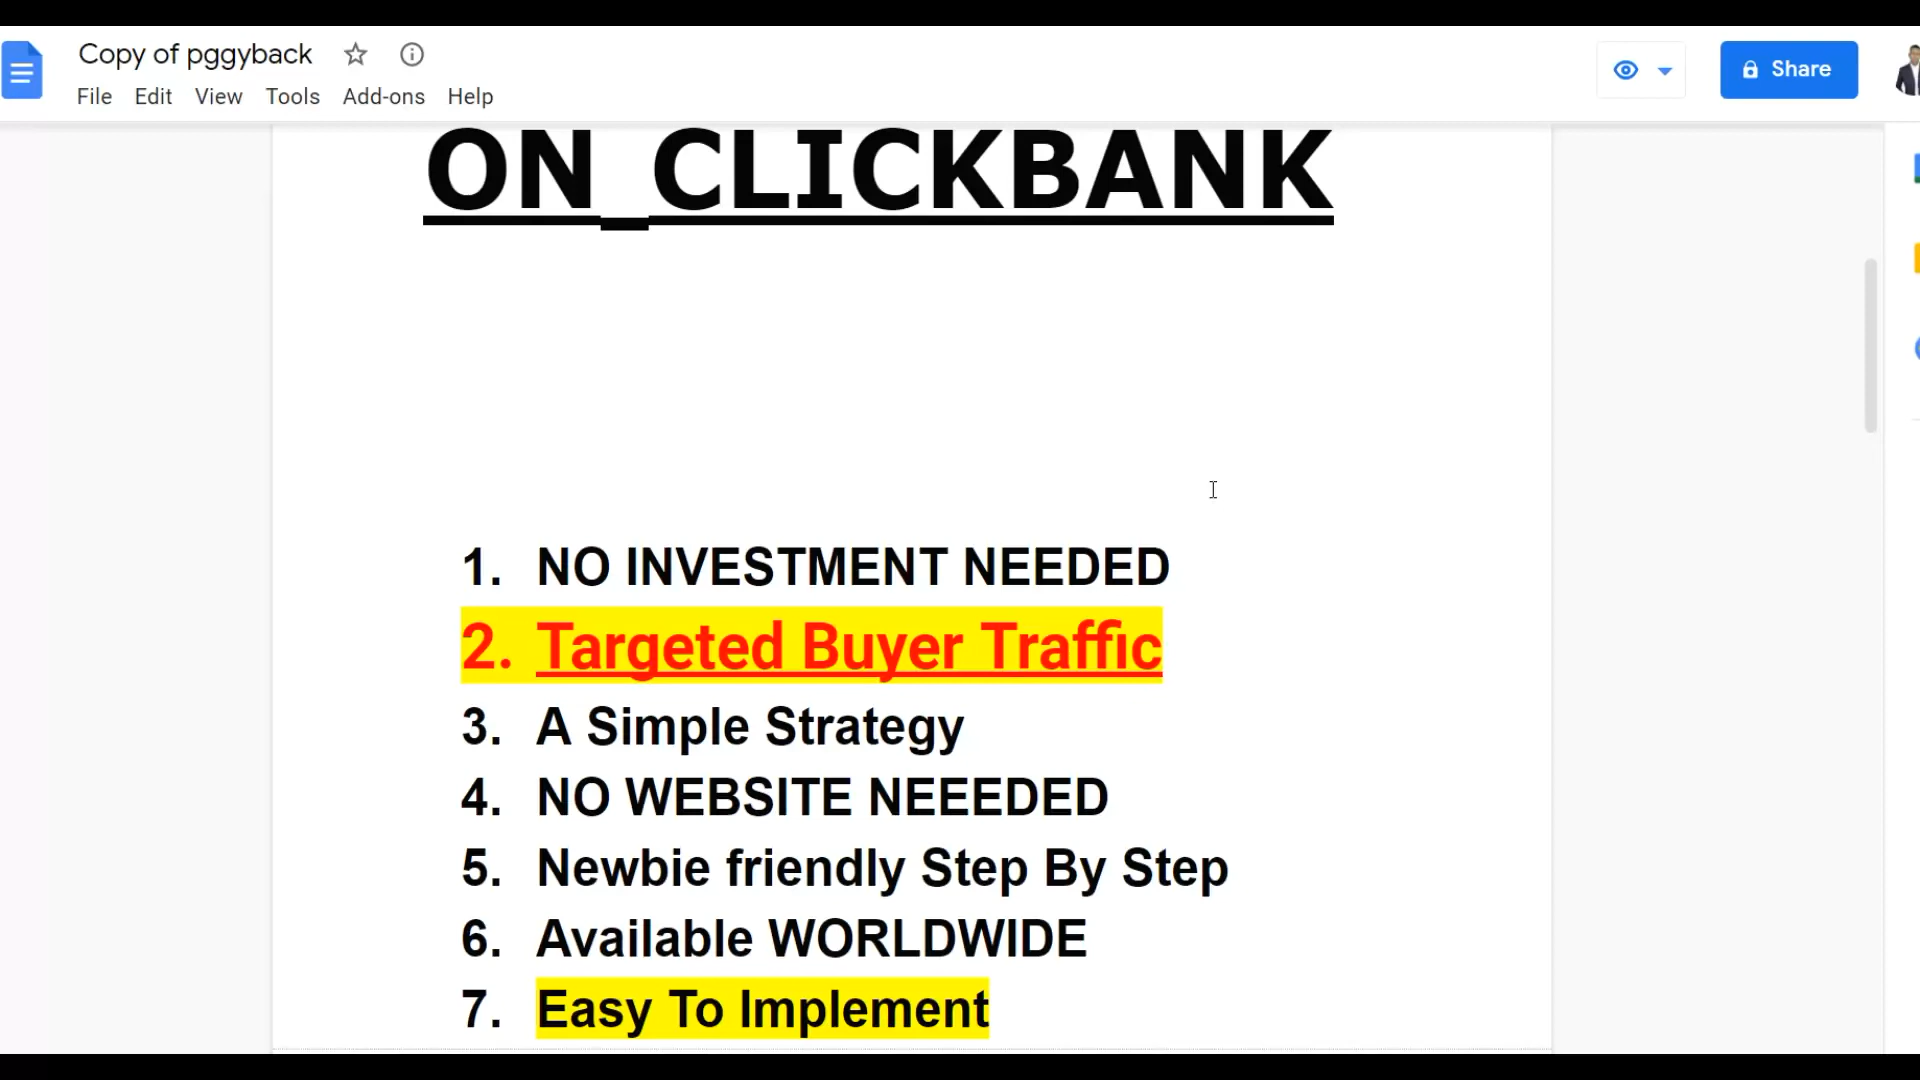 Copy of pggyback
File Edit View Tools Add-ons Help
Share
ON CLICKBANK
1. NO INVESTMENT NEEDED
2. Targeted Buyer Traffic
3. A Simple Strategy
4. NO WEBSITE NEEEDED
5. Newbie friendly Step By Step
6. Available WORLDWIDE
7. Easy To Implement